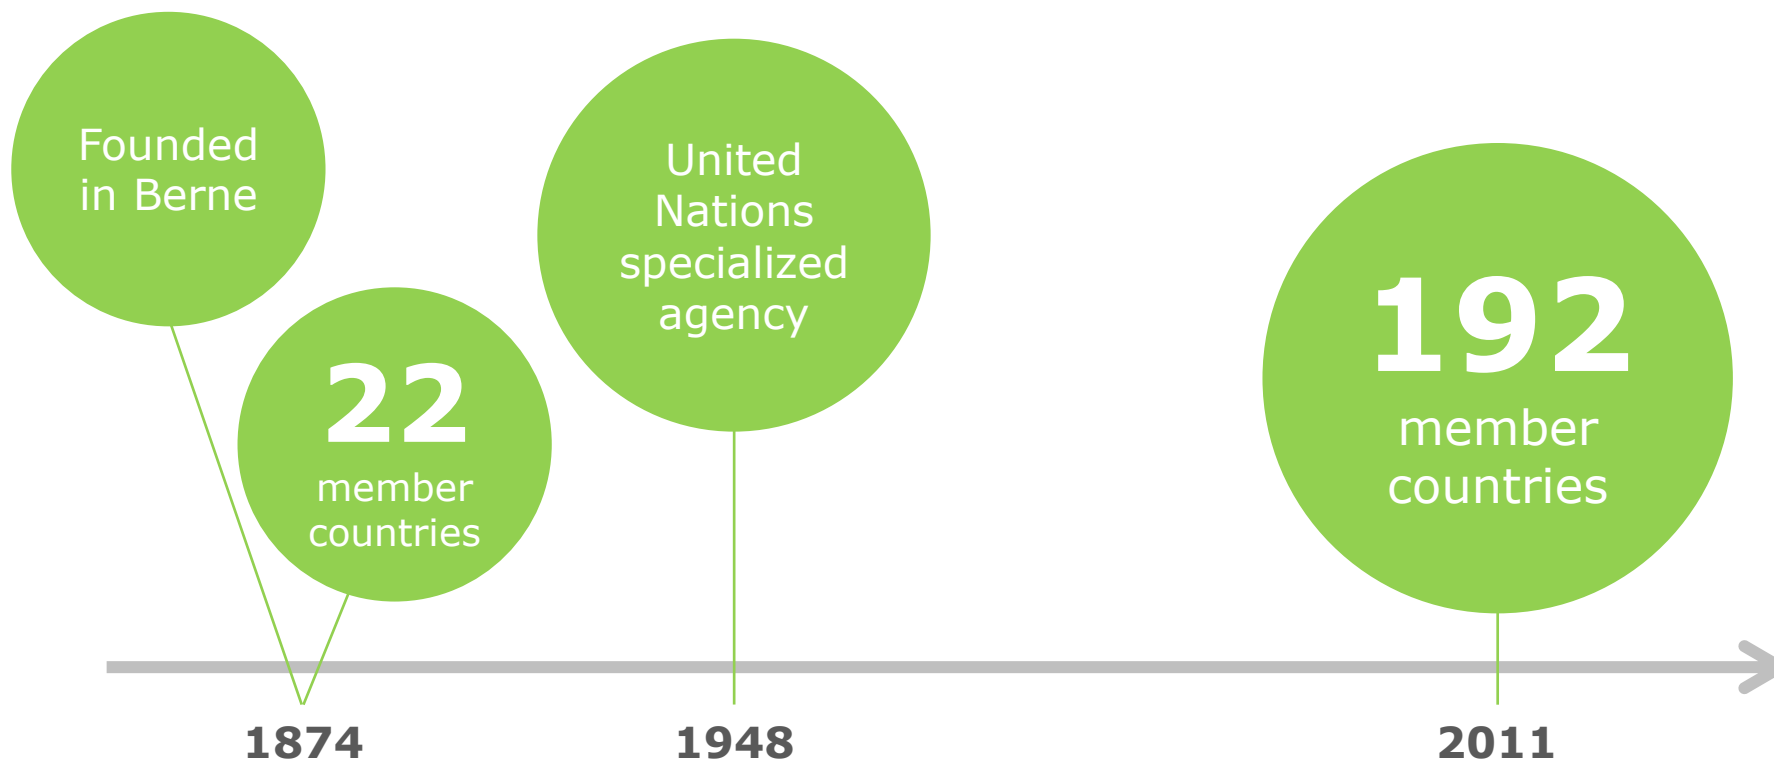 Founded
in Berne
22
member
countries
United
Nations
specialized
agency
192
member
countries
1874
1948
2011